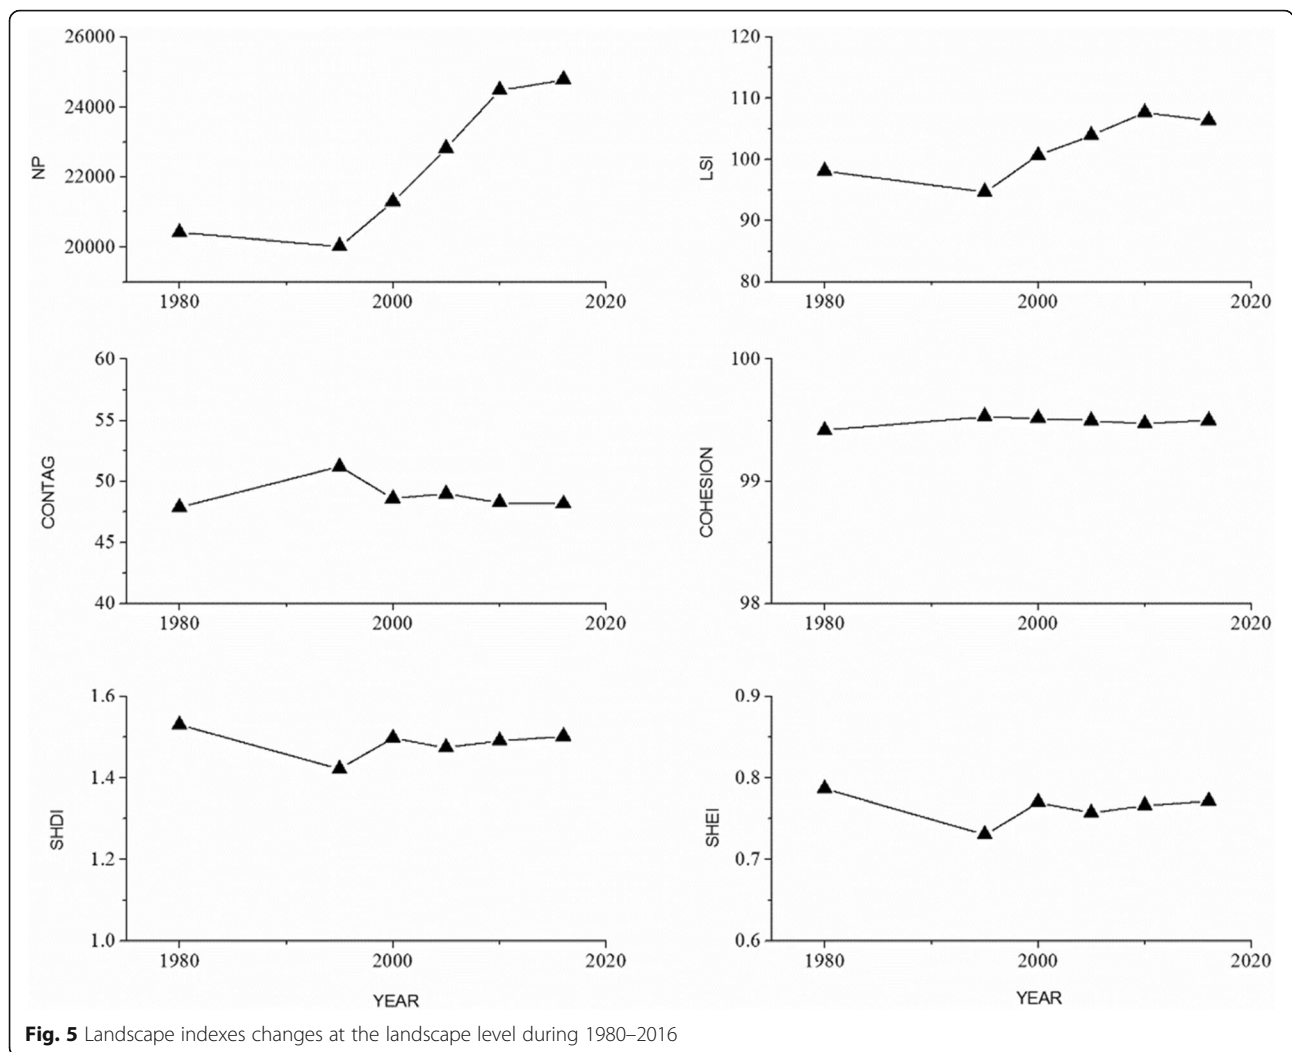 26000
24000
22000
20000
NP
1980 2000 2020
120
110
100
90
80
LSI
1980 2000 2020
60
55
50
45
40
CONTAG
1980 2000 2020
100
99
98
COHESION
1980 2000 2020
1.6
1.4
1.2
1.0
SHDI
1980 2000 2020
YEAR
0.9
0.8
0.7
0.6
SHEI
1980 2000 2020
YEAR
Fig. 5 Landscape indexes changes at the landscape level during 1980–2016